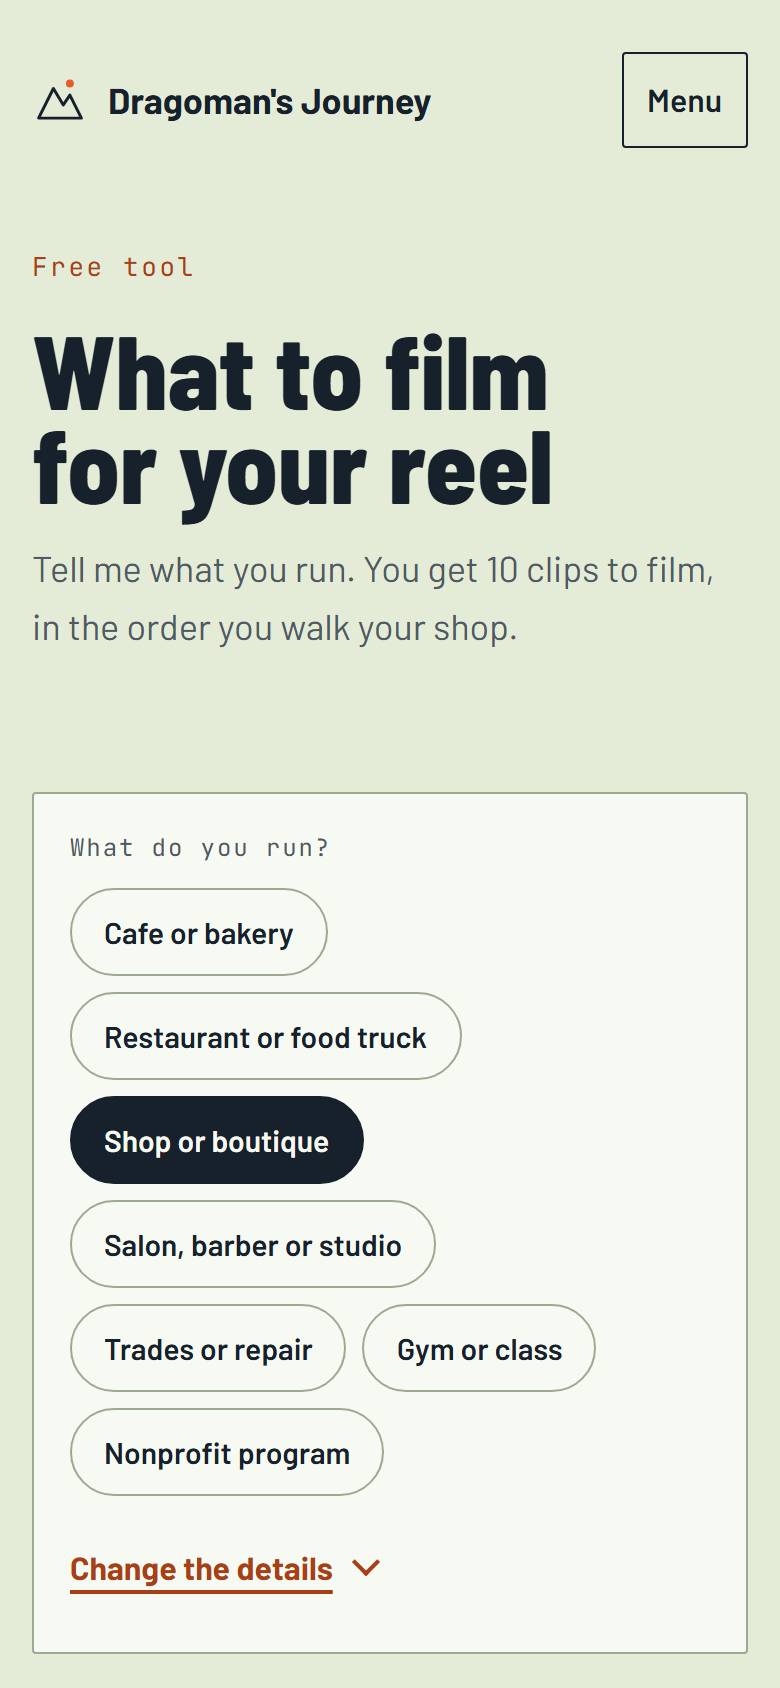 Dragoman's Journey
Menu
Free tool
What to film
for your reel
Tell me what you run. You get 10 clips to film,
in the order you walk your shop.
What do you run?
Cafe or bakery
Restaurant or food truck
Shop or boutique
Salon, barber or studio
Trades or repair
Gym or class
Nonprofit program
Change the details